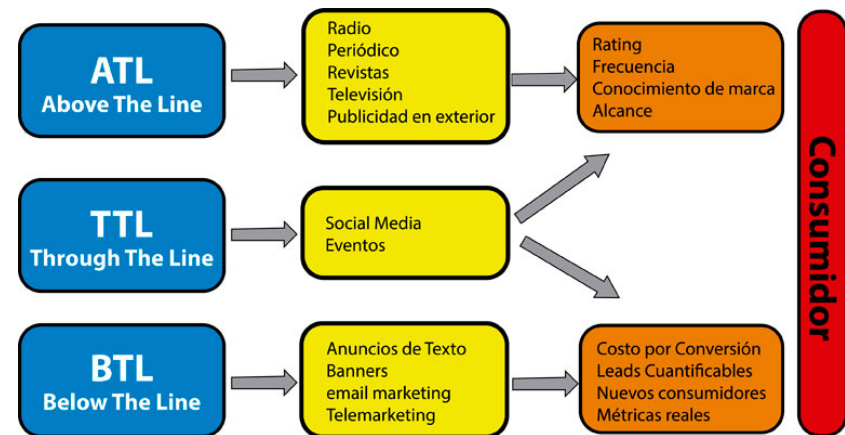 ATL
Above The Line
Radio
Periódico
Revistas
Televisión
Publicidad en exterior
Rating
Frecuencia
Conocimiento de marca
Alcance
TTL
Through The Line
Social Media
Eventos
BTL
Below The Line
Anuncios de Texto
Banners
email marketing
Telemarketing
Costo por Conversión
Leads Cuantificables
Nuevos consumidores
Métricas reales
Consumidor